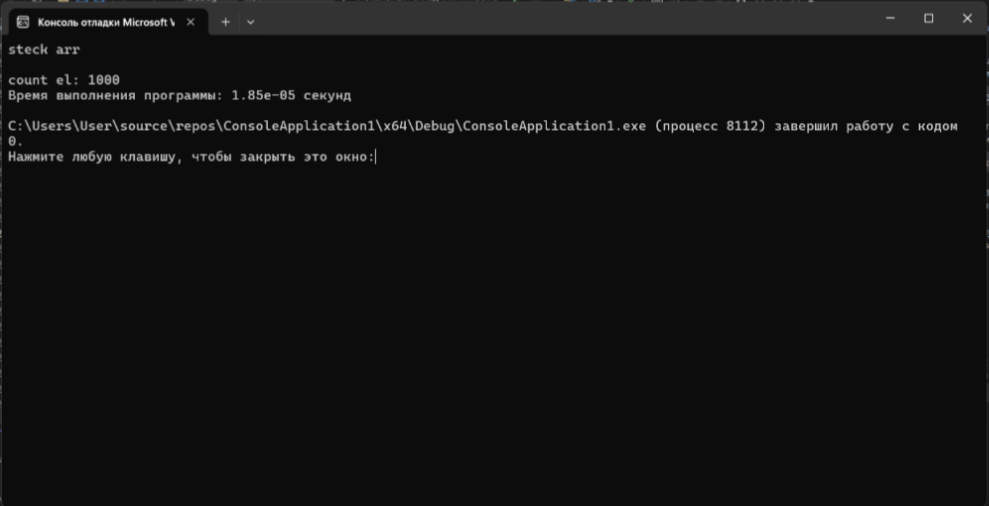 Консоль отладки Microsoft V
steck arr
count el: 1000
Время выполнения программы: 1.85e-05 секунд
C:\Users\User\source\repos\ConsoleApplication1\x64\Debug\ConsoleApplication1.exe (процесс 8112) завершил работу с кодом
0.
Нажмите любую клавишу, чтобы закрыть это окно: